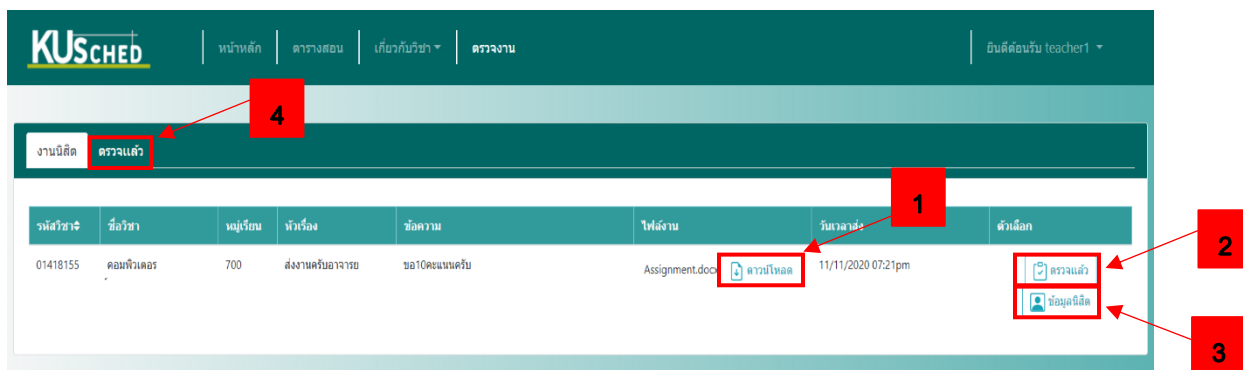 KUSCHED หน้าหลัก ตารางสอน เกี่ยวกับวิชา ตรวจงาน ยินดีต้อนรับ teacher1
4
งานนิสิต ตรวจแล้ว
1
รหัสวิชา ชื่อวิชา หมู่เรียน หัวเรื่อง ข้อความ ไฟล์งาน วันเวลาส่ง ตัวเลือก
2
01418155 คอมพิวเตอร์ 700 ส่งงานครับอาจารย ขอ10คะแนนครับ Assignment.docx ดาวน์โหลด 11/11/2020 07:21pm ตรวจแล้ว
ข้อมูลนิสิต
3